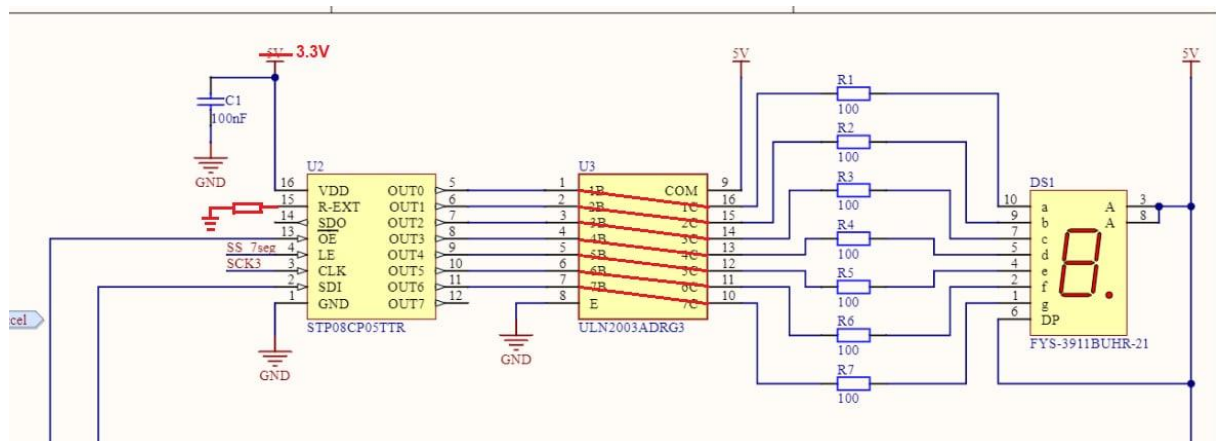 5V 3.3V
5V
5V
C1
100nF
GND
R1
100
R2
100
R3
100
R4
100
R5
100
R6
100
R7
100
U2
16 VDD OUT0 5
15 R-EXT OUT1 6
14 SDO OUT2 7
13 OE OUT3 8
SS_7seg 4 LE OUT4 9
SCK3 3 CLK OUT5 10
2 SDI OUT6 11
1 GND OUT7 12
STP08CP05TTR
GND
U3
1 1B COM 9
2 2B 1C 16
3 3B 2C 15
4 4B 3C 14
5 5B 4C 13
6 6B 5C 12
7 7B 6C 11
8 E 7C 10
ULN2003ADRG3
GND
DS1
10 a A 3
9 b A 8
7 c
5 d
4 e
2 f
1 g
6 DP
8.
FYS-3911BUHR-21
cel